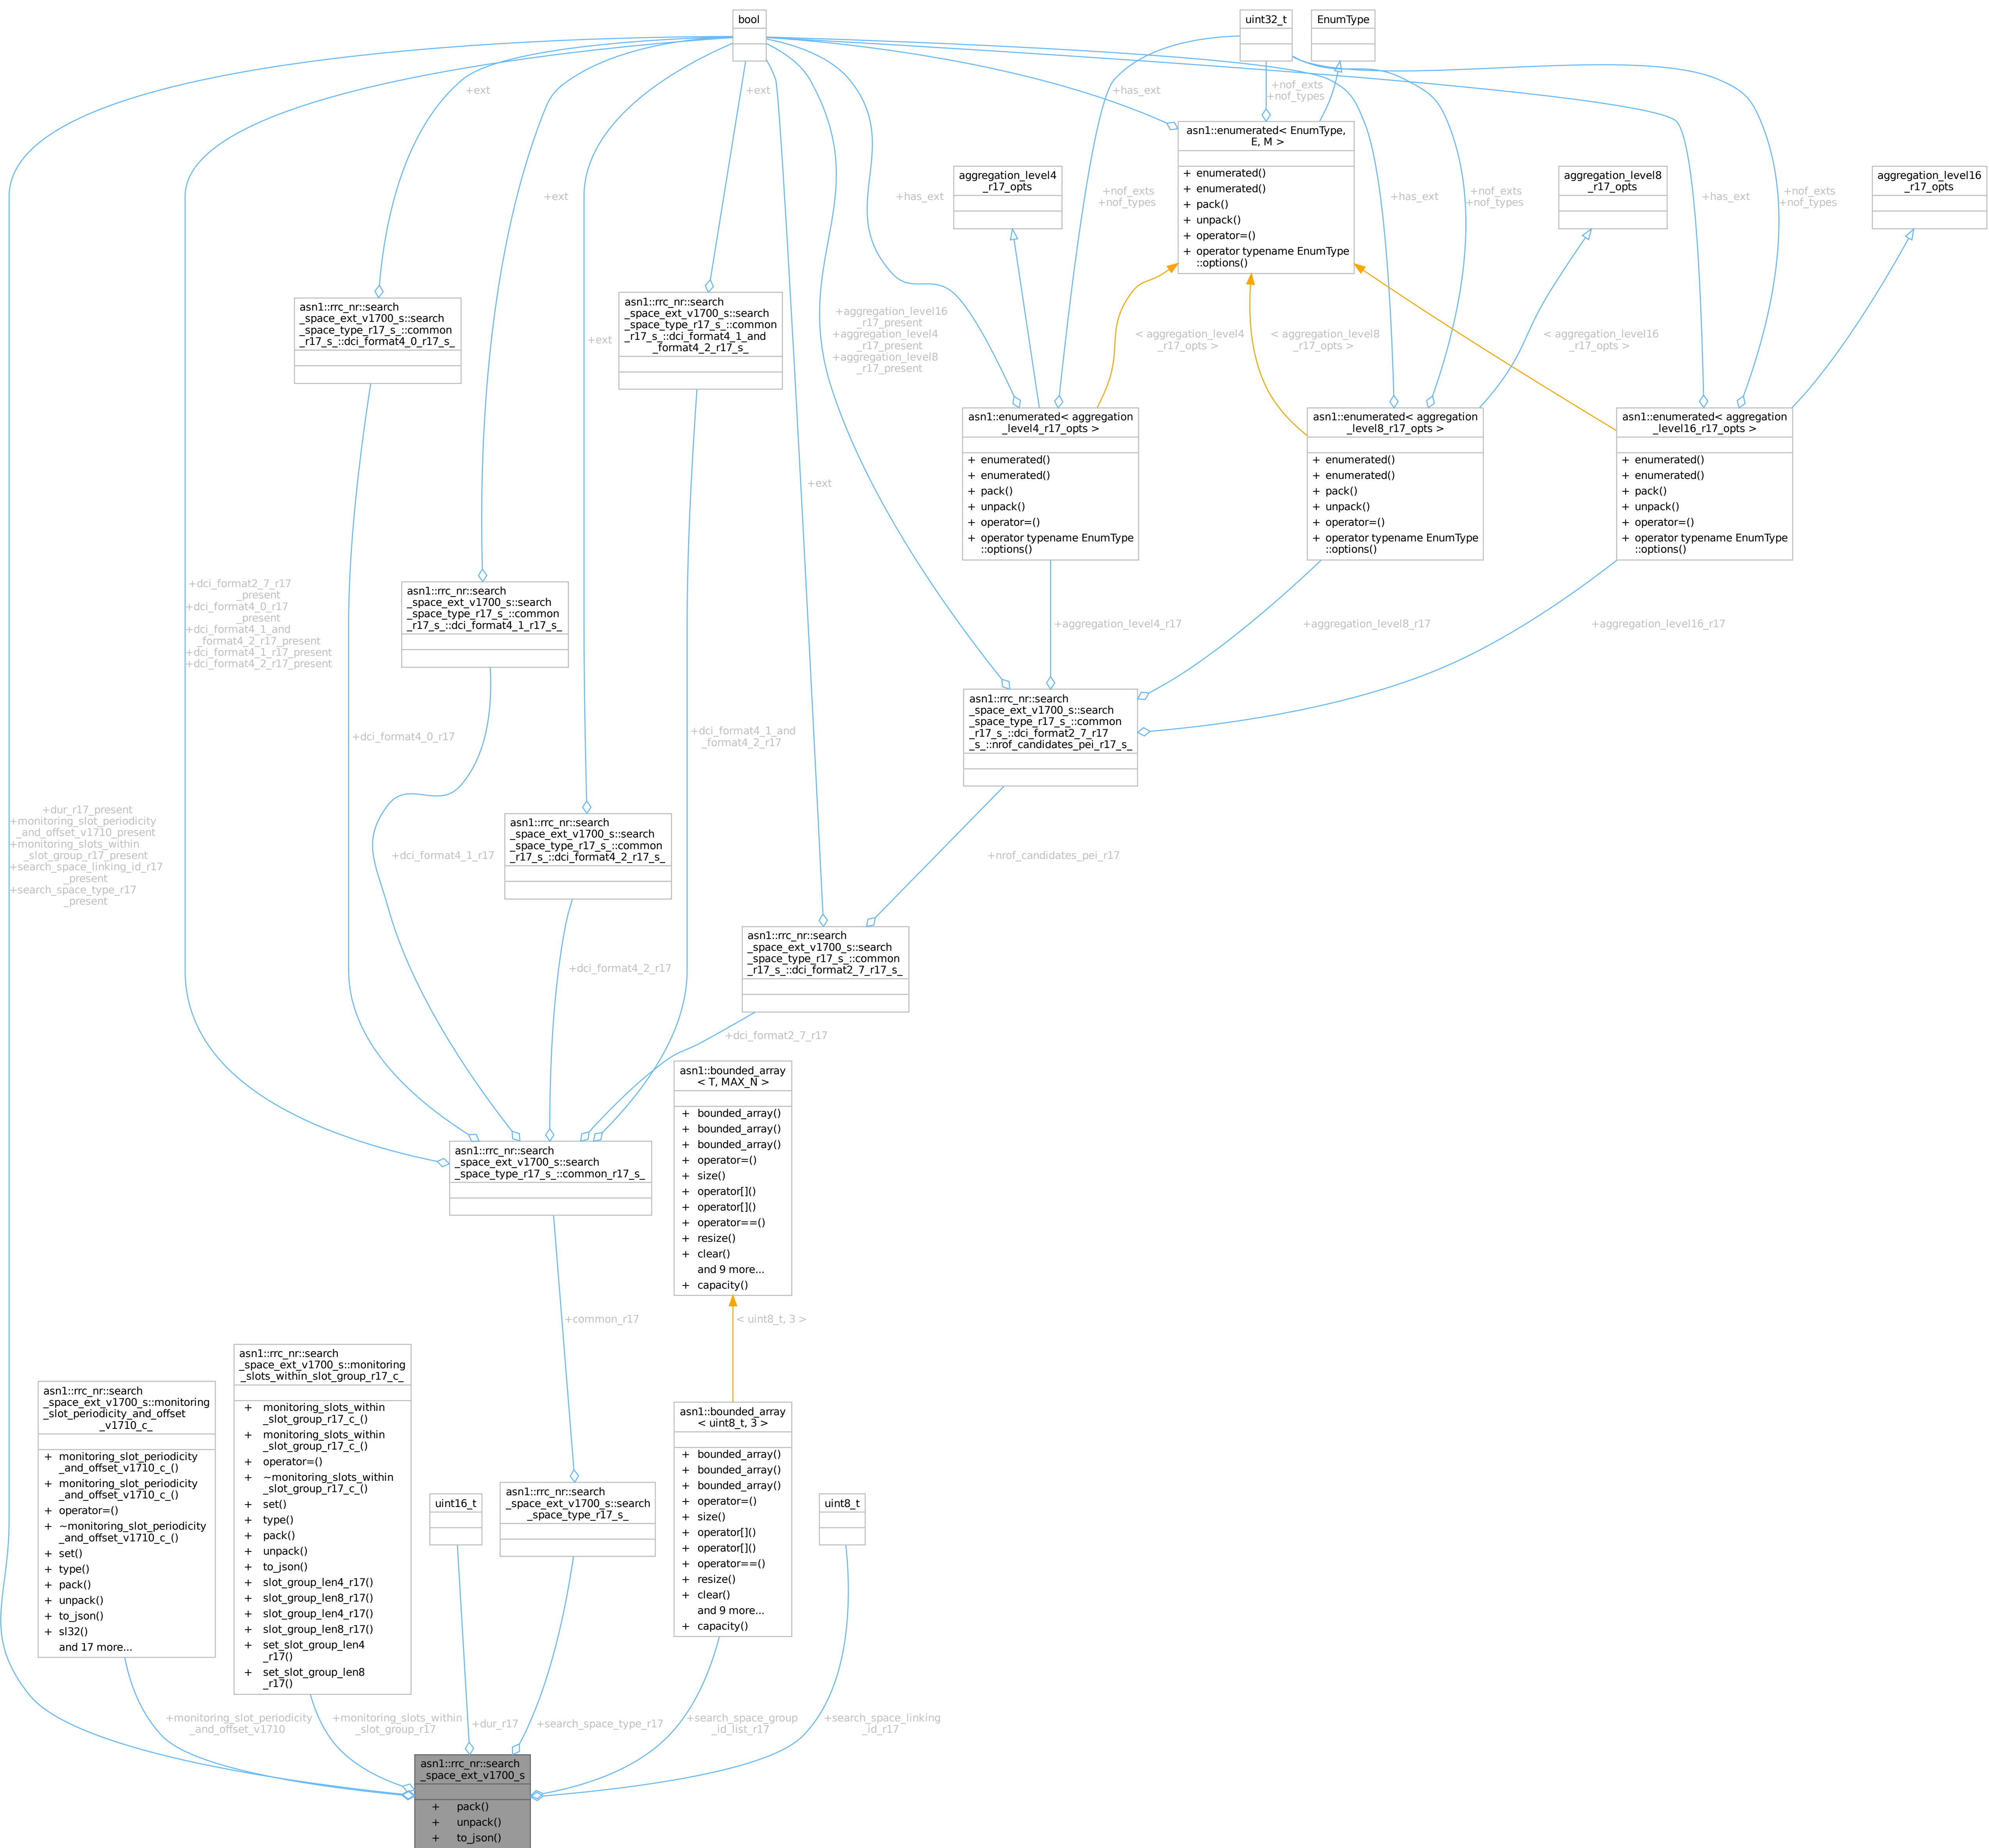 bool
uint32_t
EnumType
+ext
+ext
+has_ext
+nof_exts
+nof_types
asn1::enumerated< EnumType,
E, M >
+ enumerated()
+ enumerated()
+ pack()
+ unpack()
+ operator=()
+ operator typename EnumType
::options()
aggregation_level4
_r17_opts
aggregation_level8
_r17_opts
aggregation_level16
_r17_opts
+ext
+has_ext
+nof_exts
+nof_types
+has_ext
+nof_exts
+nof_types
+has_ext
+nof_exts
+nof_types
asn1::rrc_nr::search
_space_ext_v1700_s::search
_space_type_r17_s_::common
_r17_s_::dci_format4_0_r17_s_
asn1::rrc_nr::search
_space_ext_v1700_s::search
_space_type_r17_s_::common
_r17_s_::dci_format4_1_and
_format4_2_r17_s_
+ext
+aggregation_level16
_r17_present
+aggregation_level4
_r17_present
+aggregation_level8
_r17_present
< aggregation_level4
_r17_opts >
< aggregation_level8
_r17_opts >
< aggregation_level16
_r17_opts >
asn1::enumerated< aggregation
_level4_r17_opts >
+ enumerated()
+ enumerated()
+ pack()
+ unpack()
+ operator=()
+ operator typename EnumType
::options()
asn1::enumerated< aggregation
_level8_r17_opts >
+ enumerated()
+ enumerated()
+ pack()
+ unpack()
+ operator=()
+ operator typename EnumType
::options()
asn1::enumerated< aggregation
_level16_r17_opts >
+ enumerated()
+ enumerated()
+ pack()
+ unpack()
+ operator=()
+ operator typename EnumType
::options()
+ext
+dci_format2_7_r17
_present
+dci_format4_0_r17
_present
+dci_format4_1_and
_format4_2_r17_present
+dci_format4_1_r17_present
+dci_format4_2_r17_present
asn1::rrc_nr::search
_space_ext_v1700_s::search
_space_type_r17_s_::common
_r17_s_::dci_format4_1_r17_s_
+aggregation_level4_r17
+aggregation_level8_r17
+aggregation_level16_r17
asn1::rrc_nr::search
_space_ext_v1700_s::search
_space_type_r17_s_::common
_r17_s_::dci_format2_7_r17
_s_::nrof_candidates_pei_r17_s_
+dci_format4_0_r17
+dci_format4_1_and
_format4_2_r17
+dur_r17_present
+monitoring_slot_periodicity
_and_offset_v1710_present
+monitoring_slots_within
_slot_group_r17_present
+search_space_linking_id_r17
_present
+search_space_type_r17
_present
+dci_format4_1_r17
asn1::rrc_nr::search
_space_ext_v1700_s::search
_space_type_r17_s_::common
_r17_s_::dci_format4_2_r17_s_
+nrof_candidates_pei_r17
+dci_format4_2_r17
asn1::rrc_nr::search
_space_ext_v1700_s::search
_space_type_r17_s_::common
_r17_s_::dci_format2_7_r17_s_
+dci_format2_7_r17
asn1::bounded_array
< T, MAX_N >
+ bounded_array()
+ bounded_array()
+ bounded_array()
+ operator=()
+ size()
+ operator[]()
+ operator[]()
+ operator==()
+ resize()
+ clear()
and 9 more...
+ capacity()
asn1::rrc_nr::search
_space_ext_v1700_s::search
_space_type_r17_s_::common_r17_s_
+common_r17
< uint8_t, 3 >
asn1::rrc_nr::search
_space_ext_v1700_s::monitoring
_slot_periodicity_and_offset
_v1710_c_
+ monitoring_slot_periodicity
_and_offset_v1710_c_()
+ monitoring_slot_periodicity
_and_offset_v1710_c_()
+ operator=()
+ ~monitoring_slot_periodicity
_and_offset_v1710_c_()
+ set()
+ type()
+ pack()
+ unpack()
+ to_json()
+ sl32()
and 17 more...
asn1::rrc_nr::search
_space_ext_v1700_s::monitoring
_slots_within_slot_group_r17_c_
+ monitoring_slots_within
_slot_group_r17_c_()
+ monitoring_slots_within
_slot_group_r17_c_()
+ operator=()
+ ~monitoring_slots_within
_slot_group_r17_c_()
+ set()
+ type()
+ pack()
+ unpack()
+ to_json()
+ slot_group_len4_r17()
+ slot_group_len8_r17()
+ slot_group_len4_r17()
+ slot_group_len8_r17()
+ set_slot_group_len4
_r17()
+ set_slot_group_len8
_r17()
uint16_t
asn1::rrc_nr::search
_space_ext_v1700_s::search
_space_type_r17_s_
asn1::bounded_array
< uint8_t, 3 >
+ bounded_array()
+ bounded_array()
+ bounded_array()
+ operator=()
+ size()
+ operator[]()
+ operator[]()
+ operator==()
+ resize()
+ clear()
and 9 more...
+ capacity()
uint8_t
+monitoring_slot_periodicity
_and_offset_v1710
+monitoring_slots_within
_slot_group_r17
+dur_r17
+search_space_type_r17
+search_space_group
_id_list_r17
+search_space_linking
_id_r17
asn1::rrc_nr::search
_space_ext_v1700_s
+ pack()
+ unpack()
+ to_json()